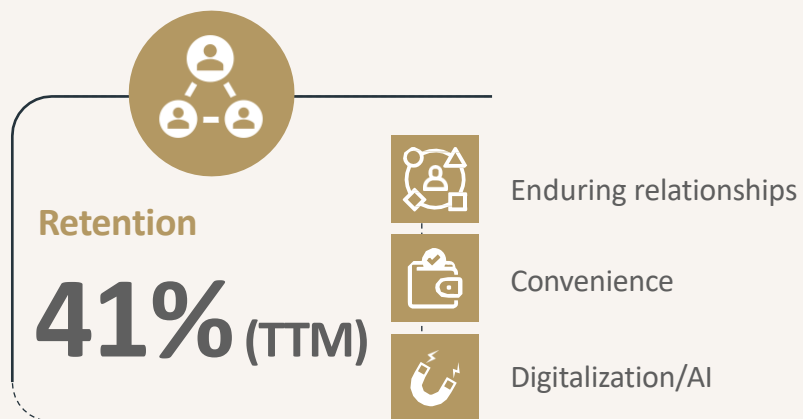 Retention
41% (TTM)
Enduring relationships
Convenience
Digitalization/AI